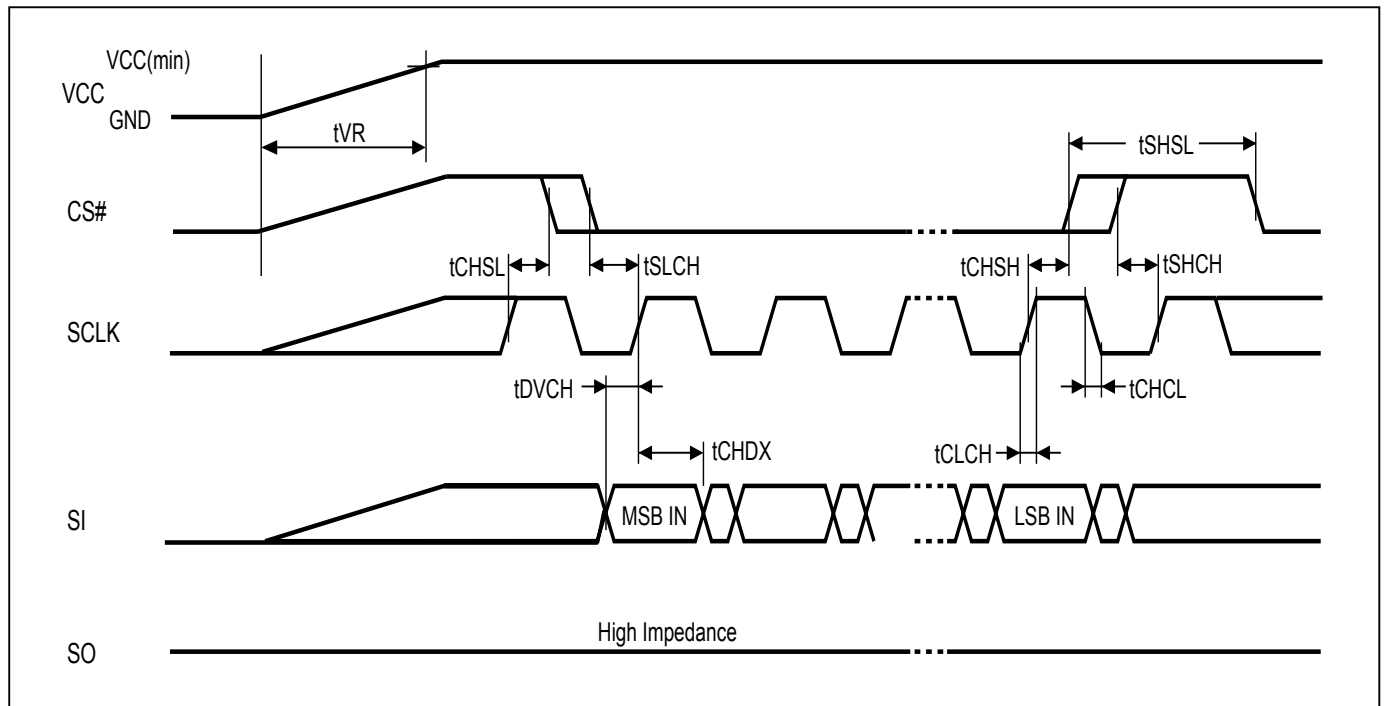 VCC(min)
VCC
GND
tVR
tSHSL
CS#
tCHSL
tSLCH
tCHSH
tSHCH
SCLK
tDVCH
tCHCL
tCHDX
tCLCH
SI
MSB IN
LSB IN
High Impedance
SO